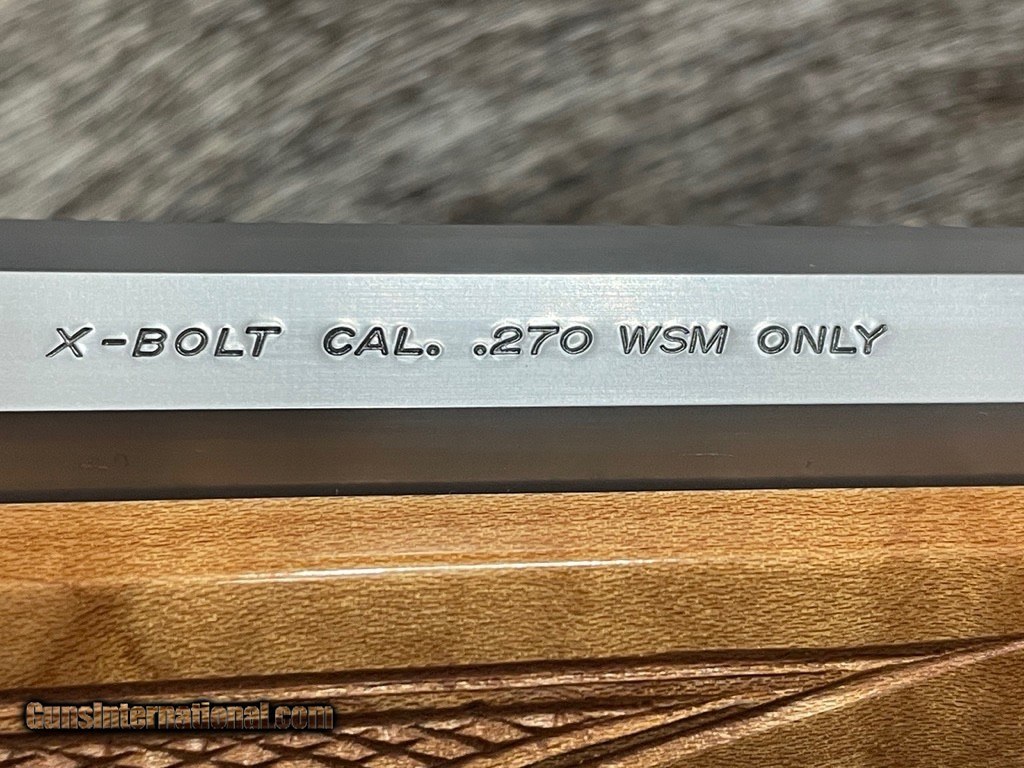 X-BOLT CAL. .270 WSM ONLY
GunsInternational.com